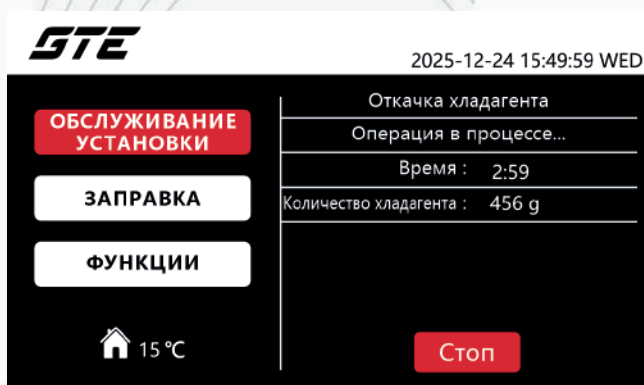 GTE
2025-12-24 15:49:59 WED
ОБСЛУЖИВАНИЕ
УСТАНОВКИ
ЗАПРАВКА
ФУНКЦИИ
15 °C
Откачка хладагента
Операция в процессе...
Время : 2:59
Количество хладагента : 456 g
Стоп